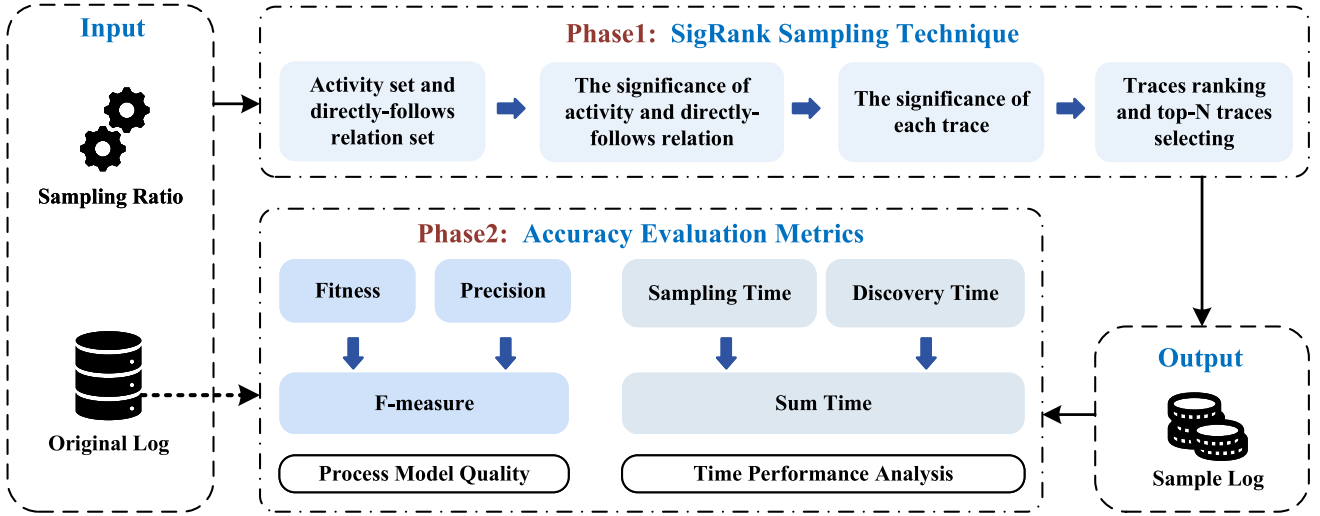 Input
Sampling Ratio
Original Log
Phase1: SigRank Sampling Technique
Activity set and
directly-follows
relation set
The significance of
activity and directly-
follows relation
The significance of
each trace
Traces ranking
and top-N traces
selecting
Phase2: Accuracy Evaluation Metrics
Fitness
Precision
Sampling Time
Discovery Time
F-measure
Sum Time
Process Model Quality
Time Performance Analysis
Output
Sample Log